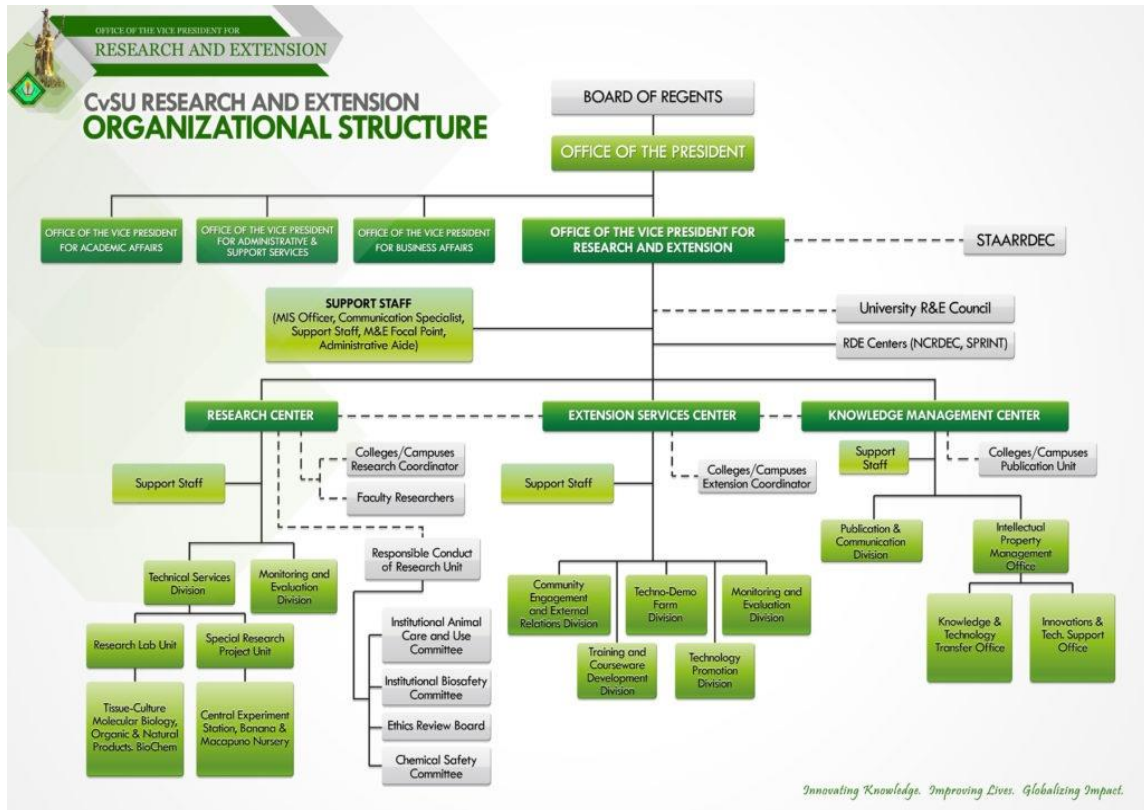 OFFICE OF THE VICE PRESIDENT FOR
RESEARCH AND EXTENSION
CvSU RESEARCH AND EXTENSION
ORGANIZATIONAL STRUCTURE
BOARD OF REGENTS
OFFICE OF THE PRESIDENT
OFFICE OF THE VICE PRESIDENT
FOR ACADEMIC AFFAIRS
OFFICE OF THE VICE PRESIDENT
FOR ADMINISTRATIVE &
SUPPORT SERVICES
OFFICE OF THE VICE PRESIDENT
FOR BUSINESS AFFAIRS
OFFICE OF THE VICE PRESIDENT FOR
RESEARCH AND EXTENSION
STAARRDEC
SUPPORT STAFF
(MIS Officer, Communication Specialist,
Support Staff, M&E Focal Point,
Administrative Aide)
University R&E Council
RDE Centers (NCRDEC, SPRINT)
RESEARCH CENTER
EXTENSION SERVICES CENTER
KNOWLEDGE MANAGEMENT CENTER
Support Staff
Colleges/Campuses
Research Coordinator
Faculty Researchers
Responsible Conduct
of Research Unit
Technical Services
Division
Monitoring and
Evaluation
Division
Research Lab Unit
Special Research
Project Unit
Tissue-Culture
Molecular Biology,
Organic & Natural
Products. BioChem
Central Experiment
Station, Banana &
Macapuno Nursery
Institutional Animal
Care and Use
Committee
Institutional Biosafety
Committee
Ethics Review Board
Chemical Safety
Committee
Support Staff
Colleges/Campuses
Extension Coordinator
Community
Engagement
and External
Relations Division
Techno-Demo
Farm
Division
Monitoring and
Evaluation
Division
Training and
Courseware
Development
Division
Technology
Promotion
Division
Support
Staff
Colleges/Campuses
Publication Unit
Publication &
Communication
Division
Intellectual
Property
Management
Office
Knowledge &
Technology
Transfer Office
Innovations &
Tech. Support
Office
Innovating Knowledge. Improving Lives. Globalizing Impact.